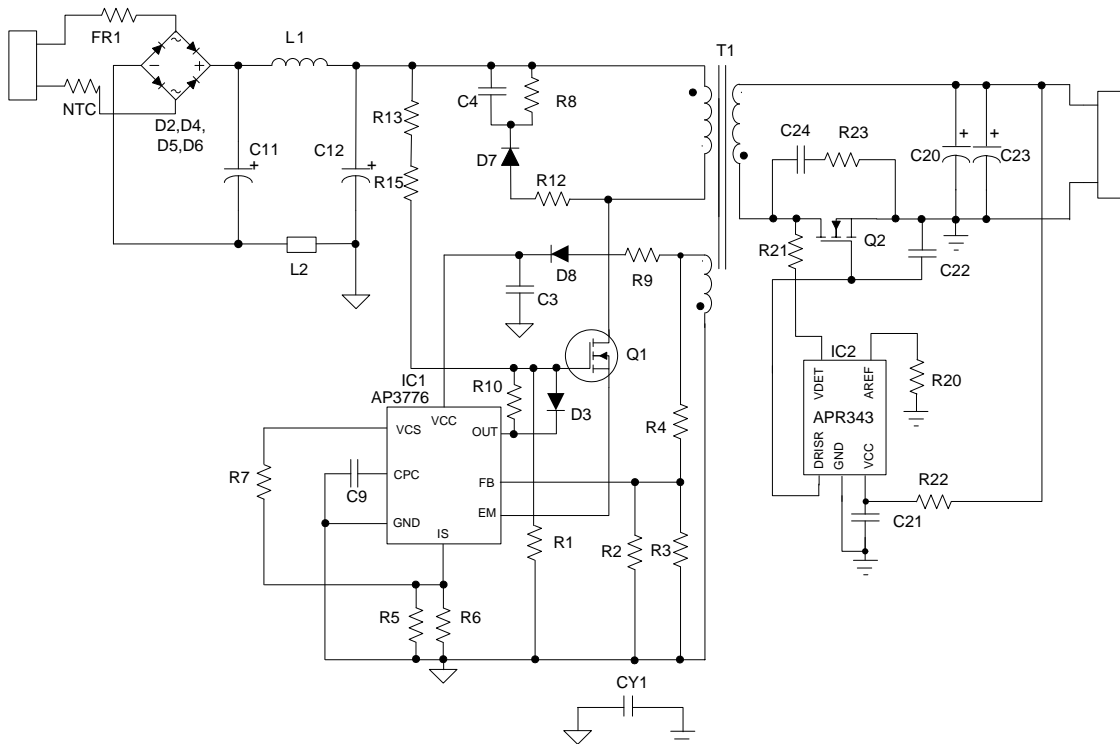 FR1
NTC
~
−
+
~
D2,D4,
D5,D6
L1
C11
+
C12
+
L2
R13
R15
C4
R8
D7
R12
T1
C24
R23
C20
+
C23
+
R21
Q2
C22
D8
R9
C3
Q1
IC1
AP3776
R10
D3
R4
VCS
VCC
OUT
CPC
FB
GND
EM
IS
R7
C9
R1
R2
R3
R5
R6
IC2
VDET
AREF
APR343
DRISR
GND
VCC
R20
R22
C21
CY1